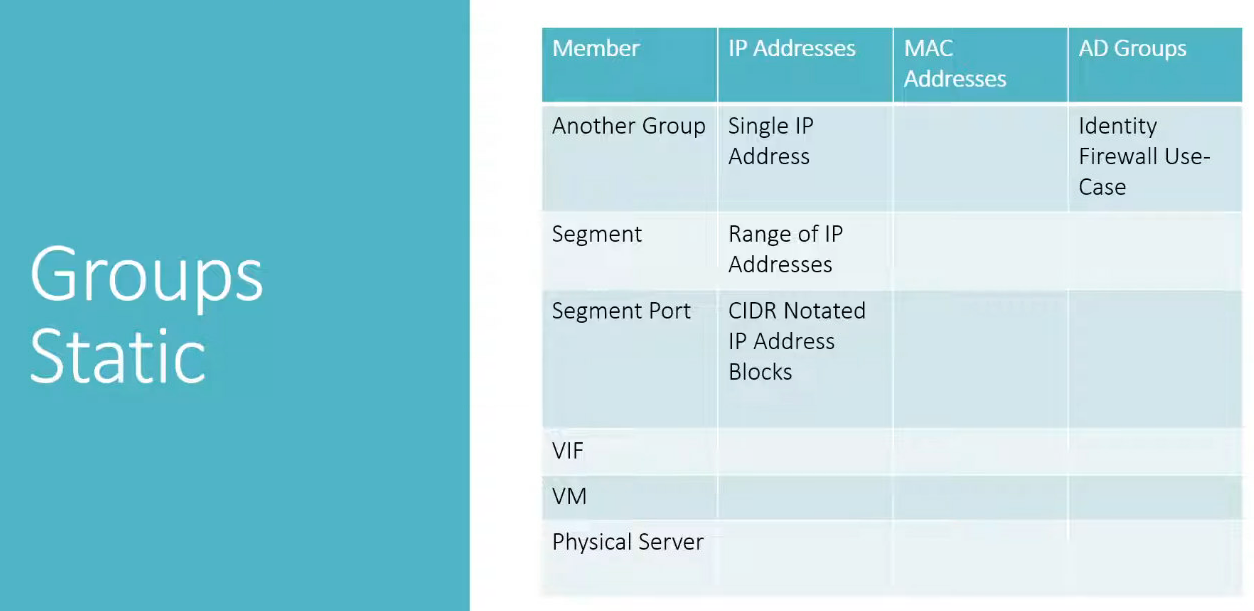 Groups
Static
Member
IP Addresses
MAC
Addresses
AD Groups
Another Group
Single IP
Address
Identity
Firewall Use-
Case
Segment
Range of IP
Addresses
Segment Port
CIDR Notated
IP Address
Blocks
VIF
VM
Physical Server